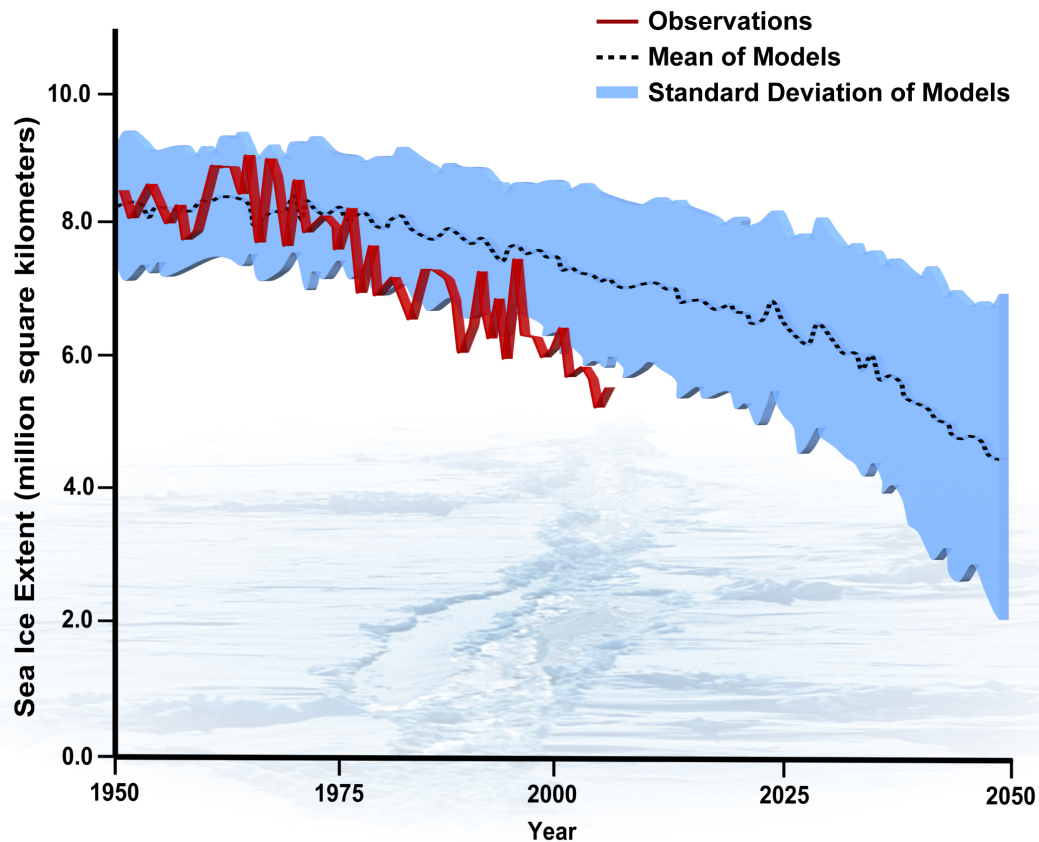 Observations
Mean of Models
Standard Deviation of Models
Sea Ice Extent (million square kilometers)
10.0
8.0
6.0
4.0
2.0
0.0
1950 1975 2000 2025 2050
Year